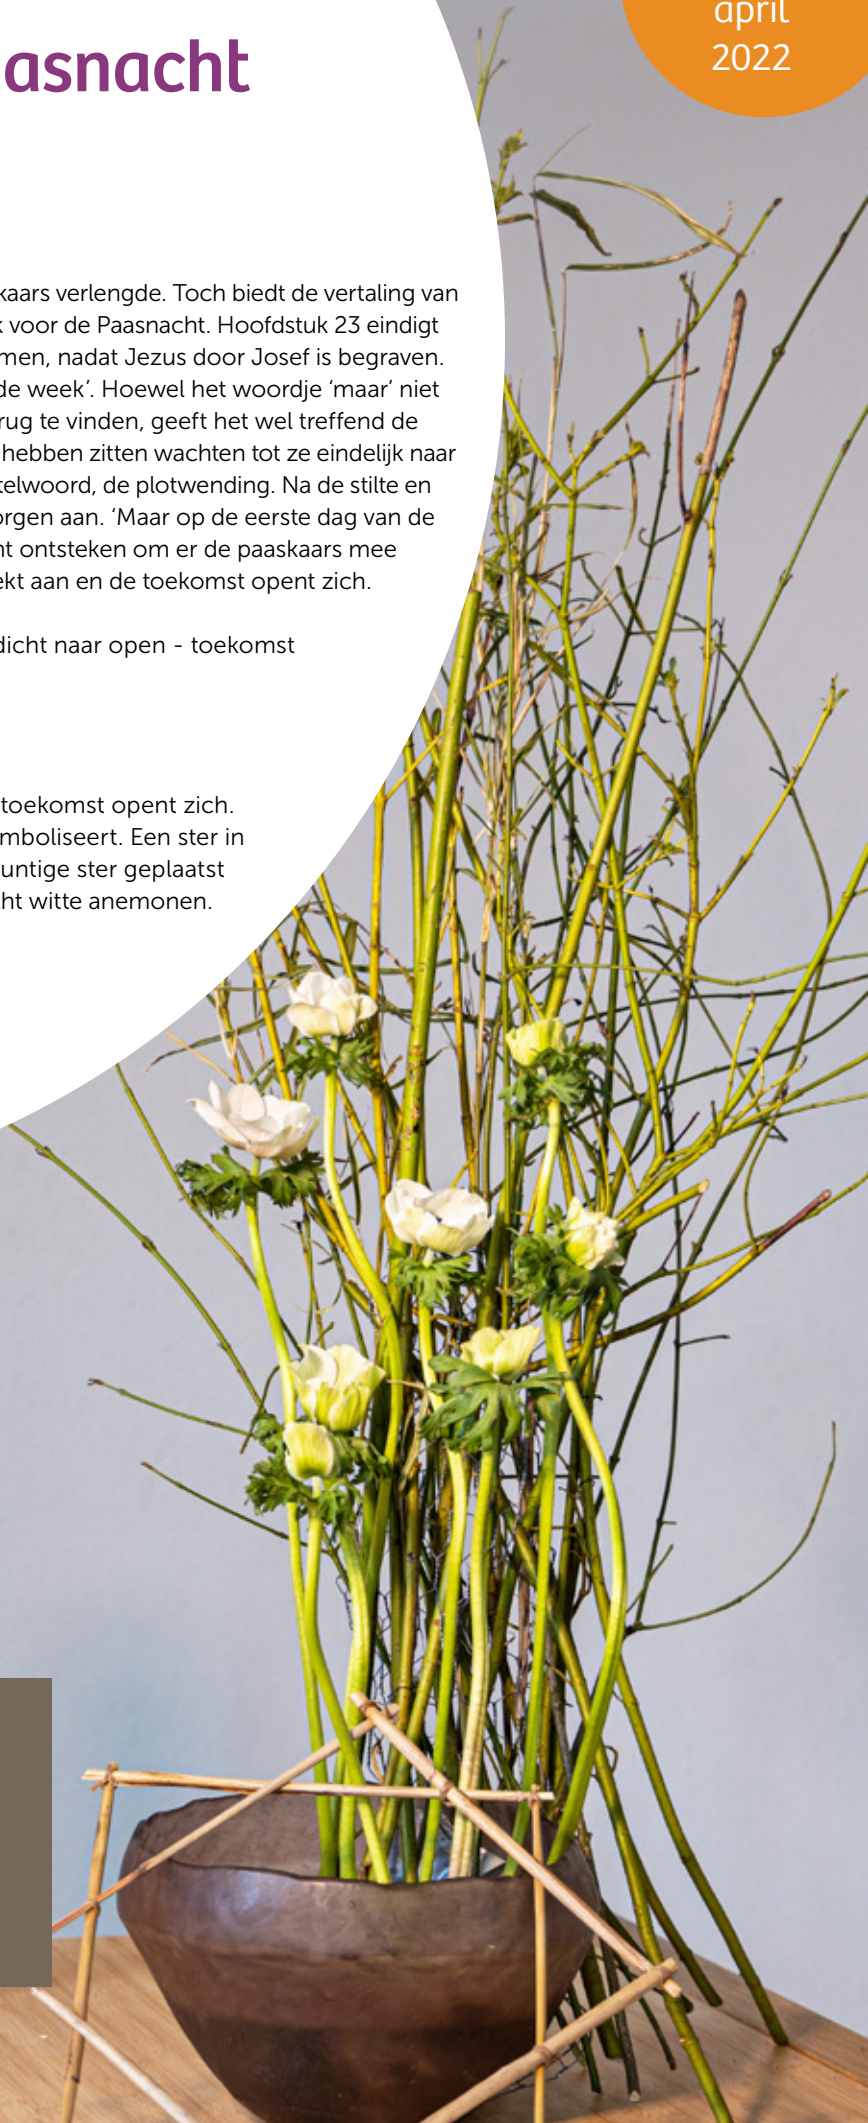 april
2022
asnacht
kaars verlengde. Toch biedt de vertaling van
voor de Paasnacht. Hoofdstuk 23 eindigt
men, nadat Jezus door Josef is begraven.
de week’. Hoewel het woordje ‘maar’ niet
rug te vinden, geeft het wel treffend de
hebben zitten wachten tot ze eindelijk naar
telwoord, de plotwending. Na de stilte en
orgen aan. ‘Maar op de eerste dag van de
ht ontsteken om er de paaskaars mee
ekt aan en de toekomst opent zich.
dicht naar open - toekomst
toekomst opent zich.
mboliseert. Een ster in
untige ster geplaatst
cht witte anemonen.